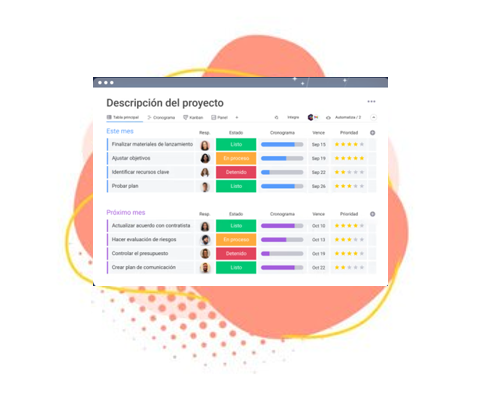 Descripción del proyecto
Tabla principal Cronograma Kanban Panel + Integra Automatiza / 2
Este mes Resp. Estado Cronograma Vence Prioridad
Finalizar materiales de lanzamiento Listo Sep 15
Ajustar objetivos En proceso Sep 19
Identificar recursos clave Detenido Sep 22
Probar plan Listo Sep 26
Próximo mes Resp. Estado Cronograma Vence Prioridad
Actualizar acuerdo con contratista Listo Oct 10
Hacer evaluación de riesgos En proceso Oct 13
Controlar el presupuesto Detenido Oct 19
Crear plan de comunicación Listo Oct 22